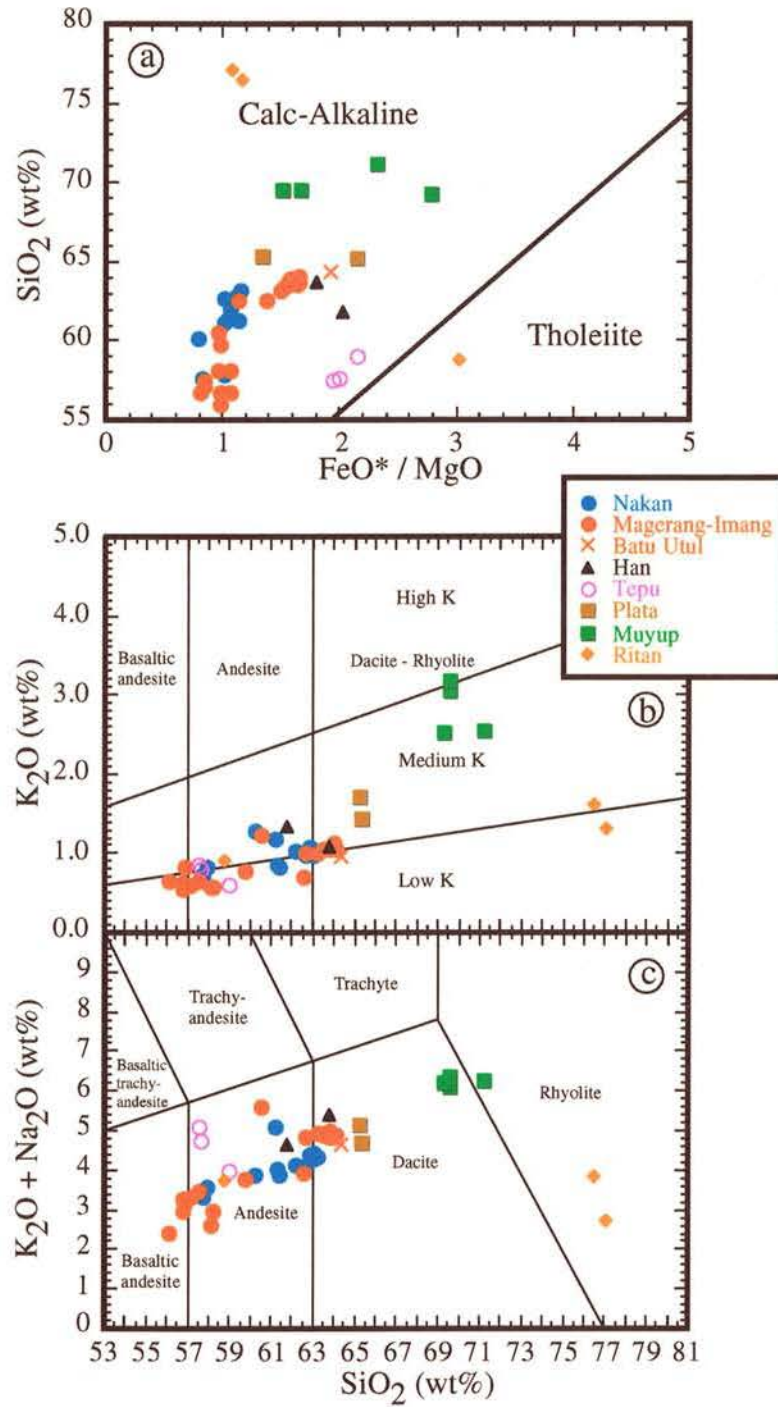 80
75
70
65
60
55
SiO2 (wt%)
a
Calc-Alkaline
Tholeiite
0 1 2 3 4 5
FeO* / MgO
Nakan
Magerang-Imang
Batu Utul
Han
Tepu
Plata
Muyup
Ritan
5.0
4.0
3.0
2.0
1.0
0.0
K2O (wt%)
High K
Basaltic
andesite
Andesite
Dacite - Rhyolite
b
Medium K
Low K
9
8
7
6
5
4
3
2
1
0
K2O + Na2O (wt%)
c
Trachyte
Trachy-
andesite
Basaltic
trachy-
andesite
Rhyolite
Dacite
Andesite
Basaltic
andesite
53 55 57 59 61 63 65 67 69 71 73 75 77 79 81
SiO2 (wt%)